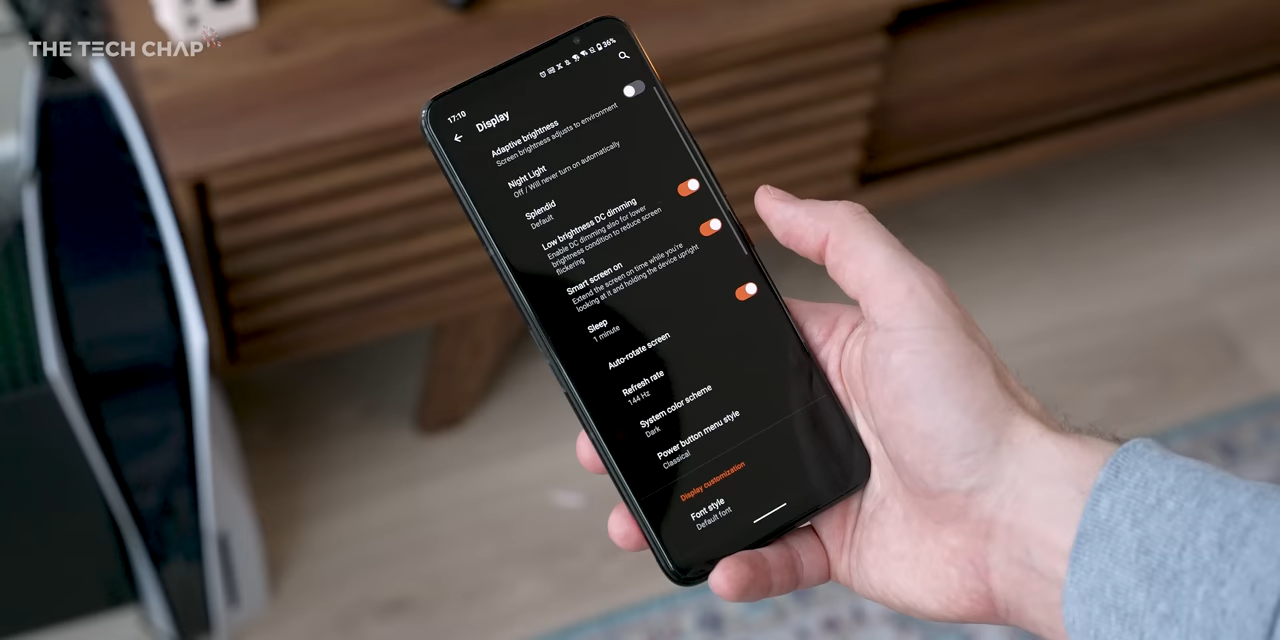 THE TECH CHAP
36%
17:10
Display
Adaptive brightness
Screen brightness adjusts to environment
Night Light
Off / Will never turn on automatically
Splendid
Default
Low brightness DC dimming
Enable DC dimming also for lower
brightness condition to reduce screen
flickering
Smart screen on
Extend the screen on time while you're
looking at it and holding the device upright
Sleep
1 minute
Auto-rotate screen
Refresh rate
144 Hz
System color scheme
Dark
Power button menu style
Classical
Display customization
Font style
Default font